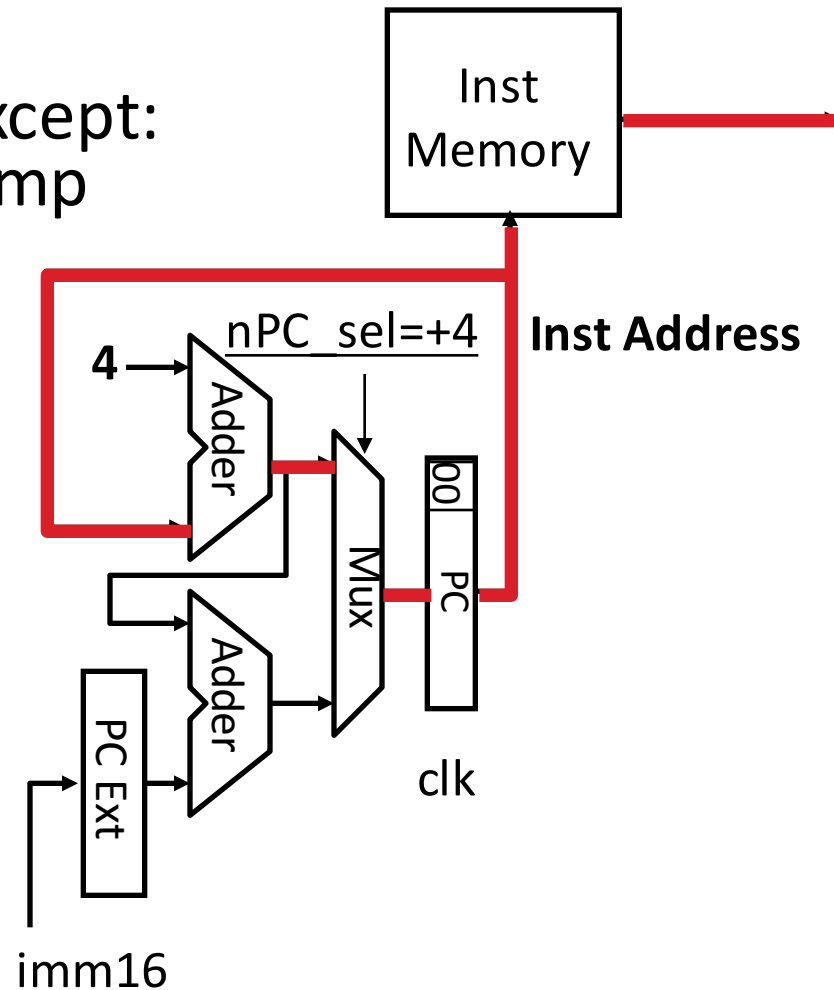 Inst
Memory
xcept:
mp
nPC_sel=+4
Inst Address
4
Adder
00
Mux
PC
Adder
PC Ext
clk
imm16